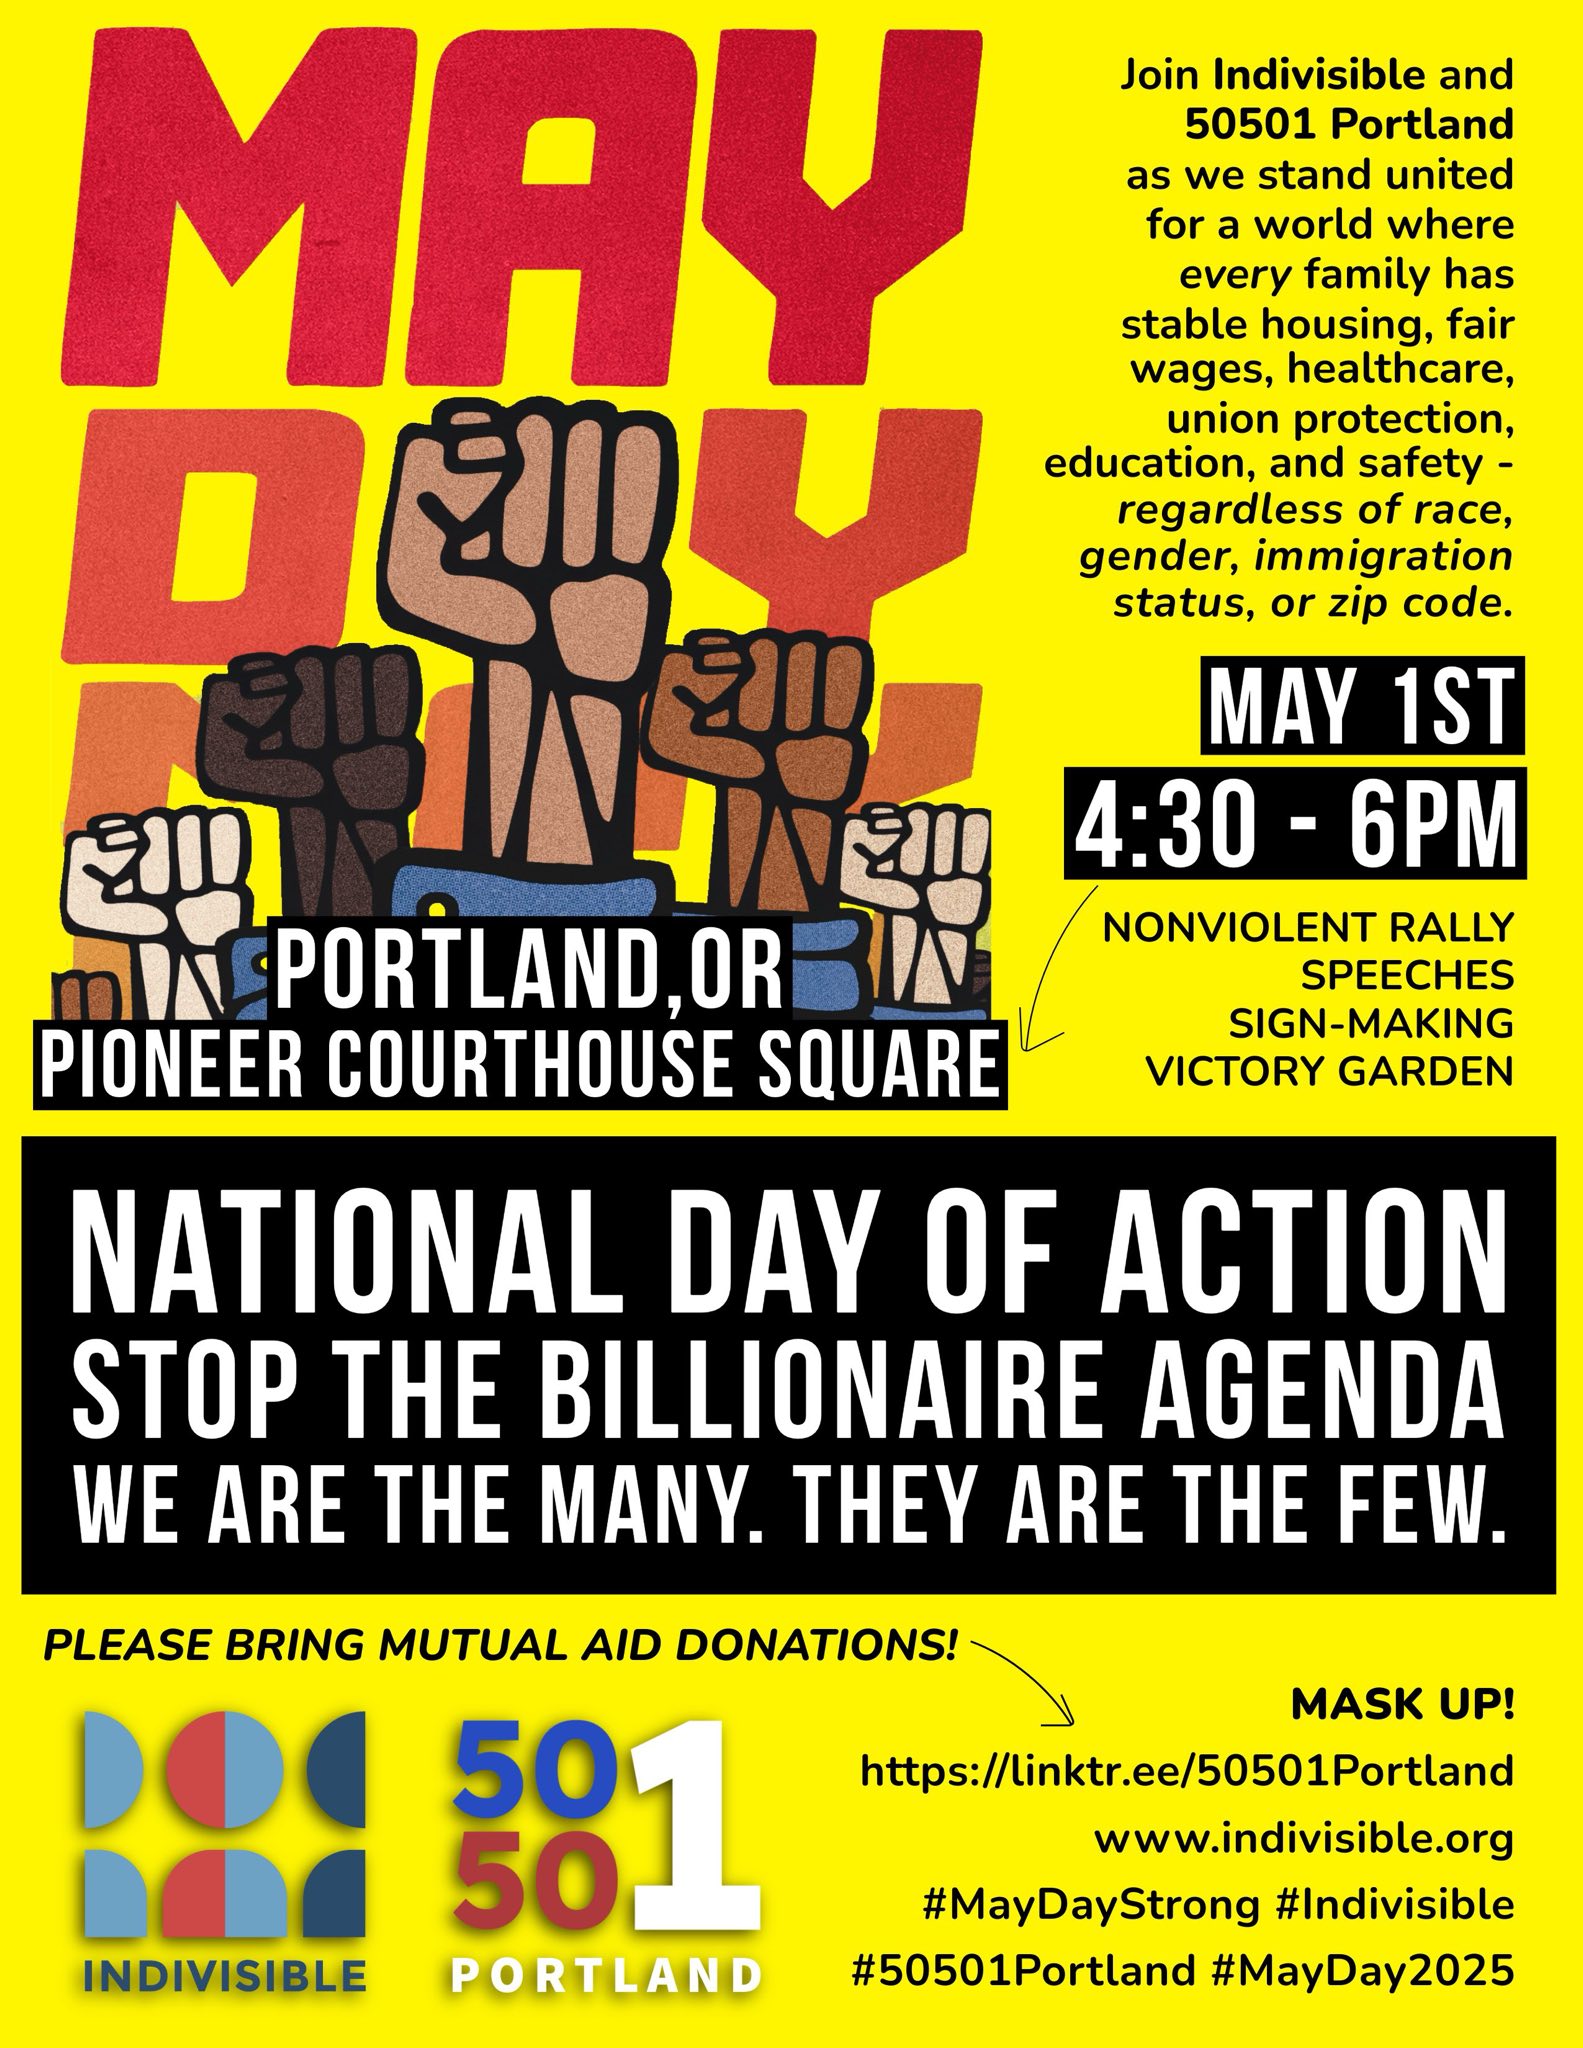 MAY
DAY
MAY
Join Indivisible and
50501 Portland
as we stand united
for a world where
every family has
stable housing, fair
wages, healthcare,
union protection,
education, and safety -
regardless of race,
gender, immigration
status, or zip code.
MAY 1ST
4:30 - 6PM
NONVIOLENT RALLY
SPEECHES
SIGN-MAKING
VICTORY GARDEN
PORTLAND,OR
PIONEER COURTHOUSE SQUARE
NATIONAL DAY OF ACTION
STOP THE BILLIONAIRE AGENDA
WE ARE THE MANY. THEY ARE THE FEW.
PLEASE BRING MUTUAL AID DONATIONS!
MASK UP!
https://linktr.ee/50501Portland
www.indivisible.org
#MayDayStrong #Indivisible
#50501Portland #MayDay2025
INDIVISIBLE
50
50
1
PORTLAND